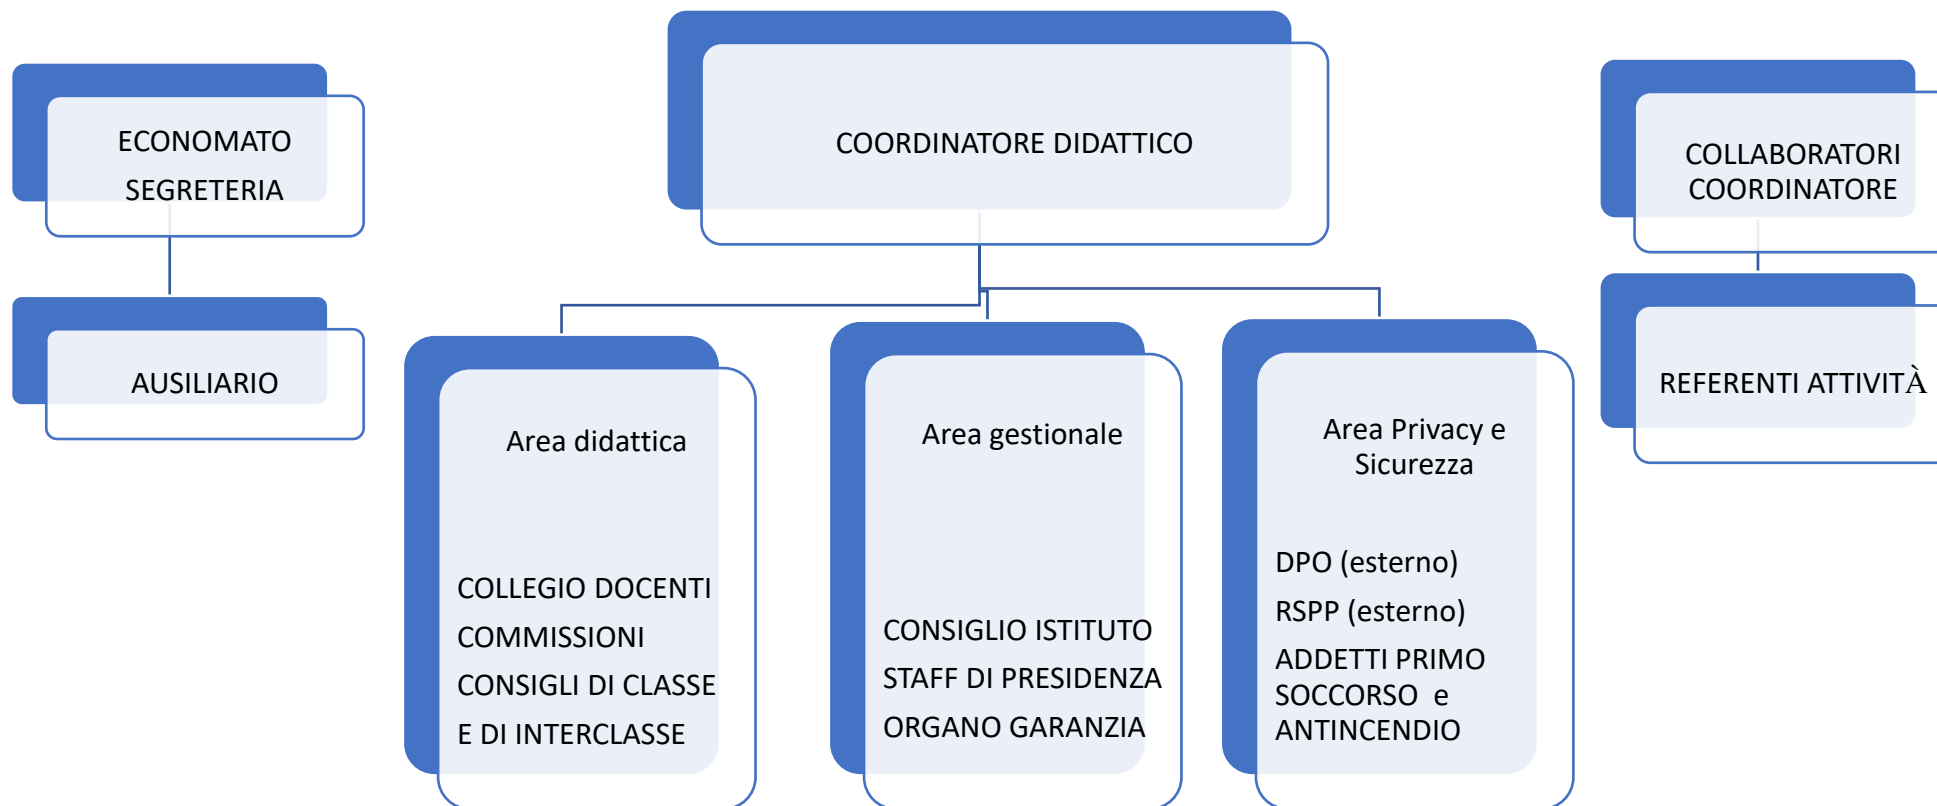 ECONOMATO
SEGRETERIA
AUSILIARIO
COORDINATORE DIDATTICO
Area didattica
COLLEGIO DOCENTI
COMMISSIONI
CONSIGLI DI CLASSE
E DI INTERCLASSE
Area gestionale
CONSIGLIO ISTITUTO
STAFF DI PRESIDENZA
ORGANO GARANZIA
Area Privacy e
Sicurezza
DPO (esterno)
RSPP (esterno)
ADDETTI PRIMO
SOCCORSO e
ANTINCENDIO
COLLABORATORI
COORDINATORE
REFERENTI ATTIVITÀ